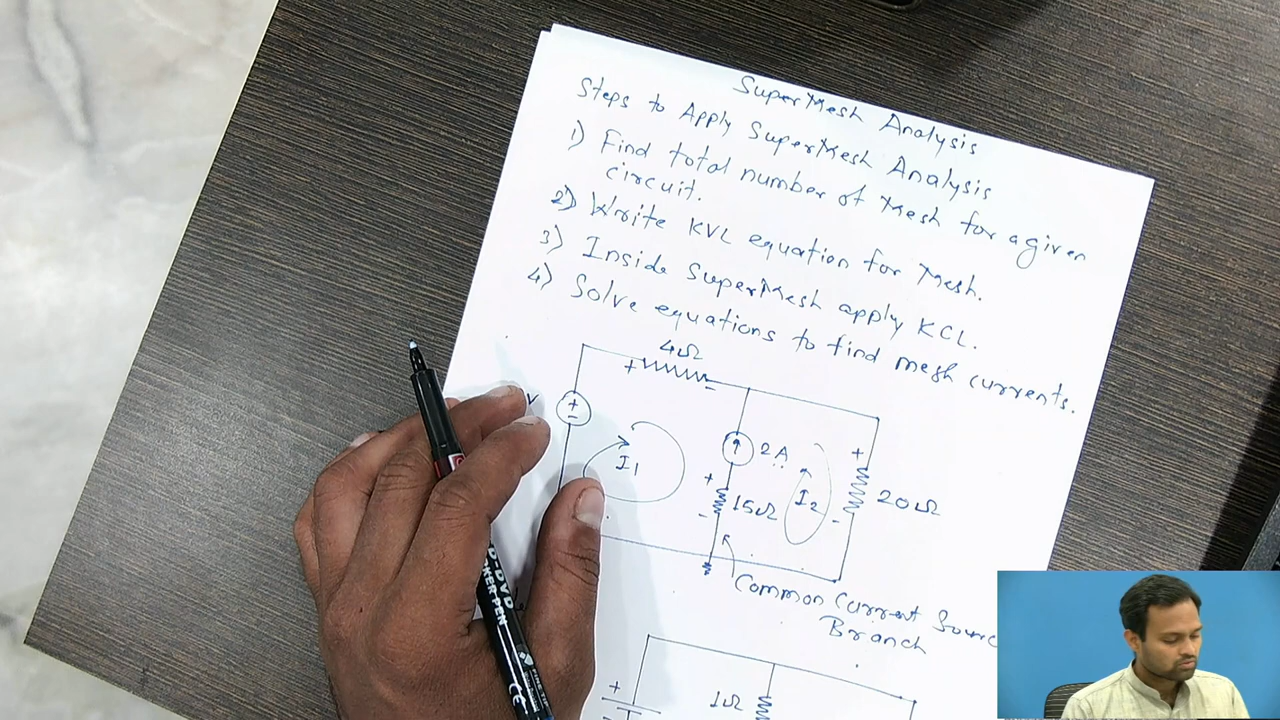 SuperMesh Analysis
Steps to Apply SuperMesh Analysis
1) Find total number of Mesh for a given
circuit.
2) Write KVL equation for Mesh.
3) Inside SuperMesh apply KCL.
4) Solve equations to find mesh currents.
4Ω
+ -
V
+
-
I1
2A
+
15Ω
-
I2
+
20Ω
-
Common Current Sourc
Branch
+
1Ω